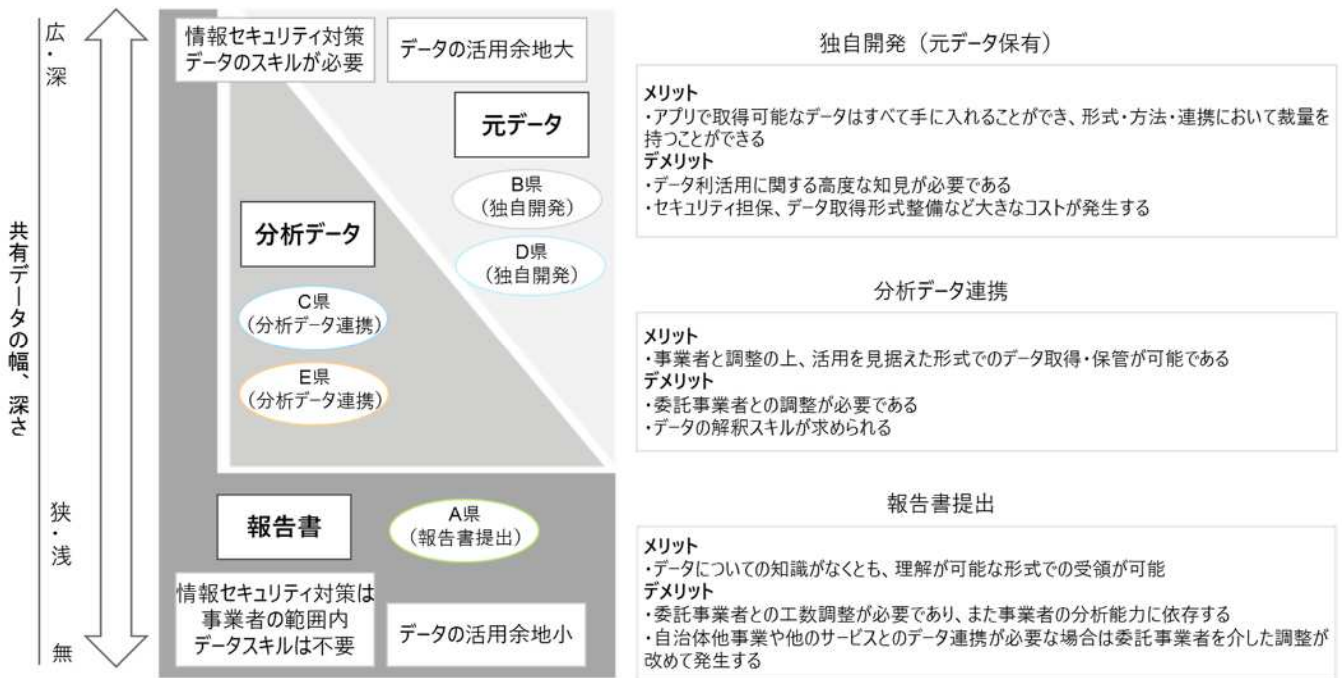 共有データの幅、深さ
広・深
狭・浅
無
情報セキュリティ対策
データのスキルが必要
データの活用余地大
元データ
B県
(独自開発)
D県
(独自開発)
分析データ
C県
(分析データ連携)
E県
(分析データ連携)
報告書
A県
(報告書提出)
情報セキュリティ対策は
事業者の範囲内
データスキルは不要
データの活用余地小
独自開発（元データ保有）
メリット
・アプリで取得可能なデータはすべて手に入れることができ、形式・方法・連携において裁量を
持つことができる
デメリット
・データ利活用に関する高度な知見が必要である
・セキュリティ担保、データ取得形式整備など大きなコストが発生する
分析データ連携
メリット
・事業者と調整の上、活用を見据えた形式でのデータ取得・保管が可能である
デメリット
・委託事業者との調整が必要である
・データの解釈スキルが求められる
報告書提出
メリット
・データについての知識がなくとも、理解が可能な形式での受領が可能
デメリット
・委託事業者との工数調整が必要であり、また事業者の分析能力に依存する
・自治体他事業や他のサービスとのデータ連携が必要な場合は委託事業者を介した調整が
改めて発生する